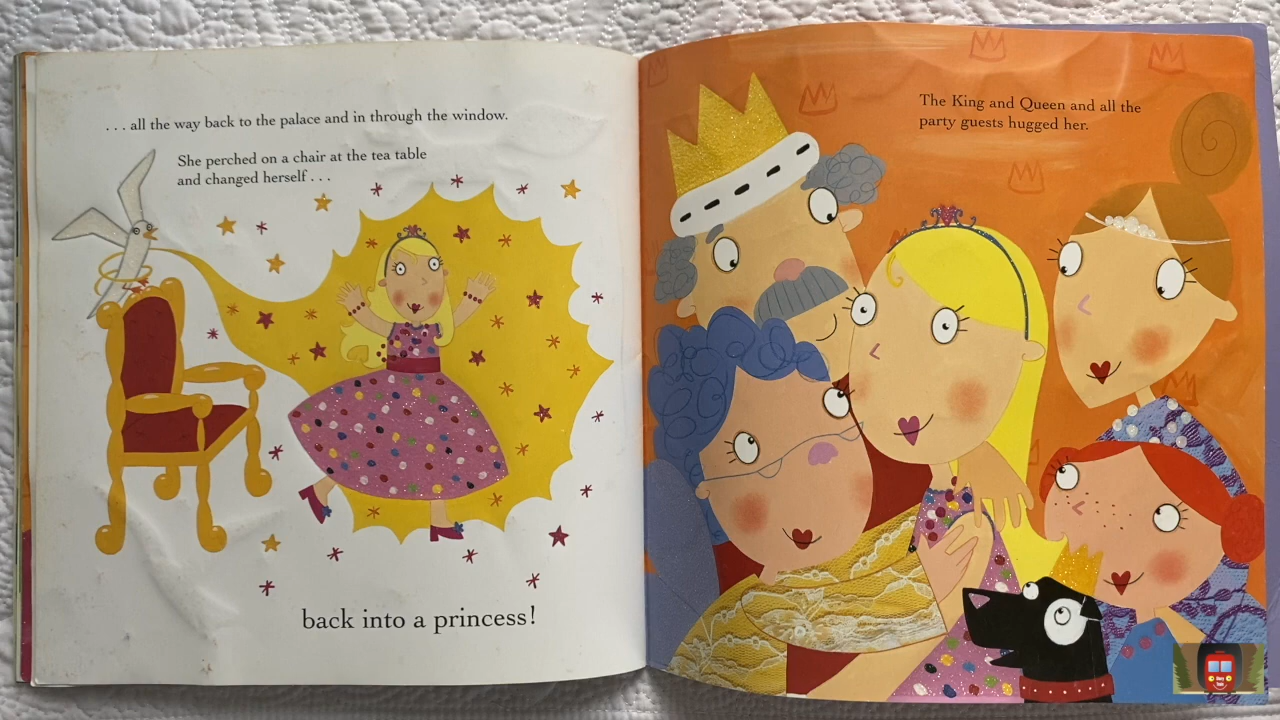 . . . all the way back to the palace and in through the window.
She perched on a chair at the tea table
and changed herself . . .
back into a princess!
The King and Queen and all the
party guests hugged her.